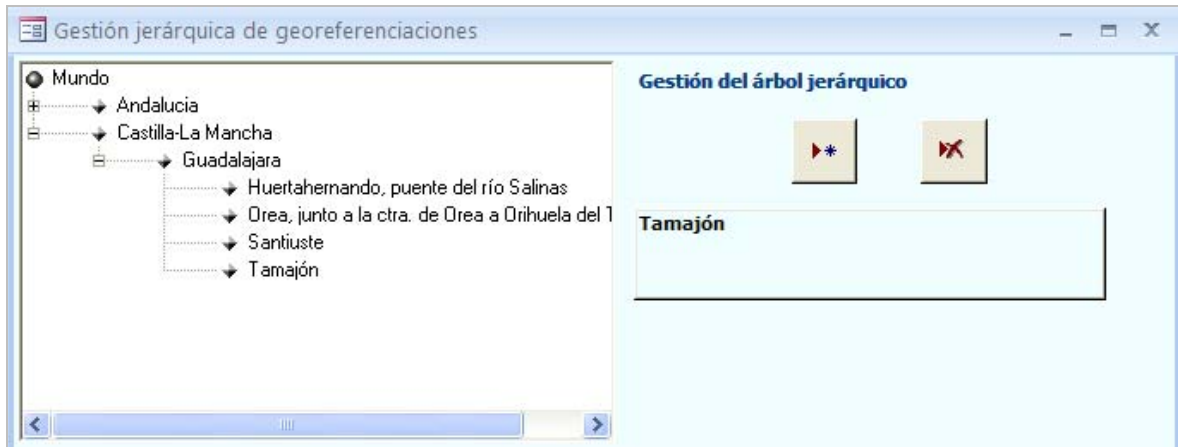 Gestión jerárquica de georeferenciaciones
Mundo
Andalucia
Castilla-La Mancha
Guadalajara
Huertahernando, puente del río Salinas
Orea, junto a la ctra. de Orea a Orihuela del
Santiuste
Tamajón
Gestión del árbol jerárquico
Tamajón